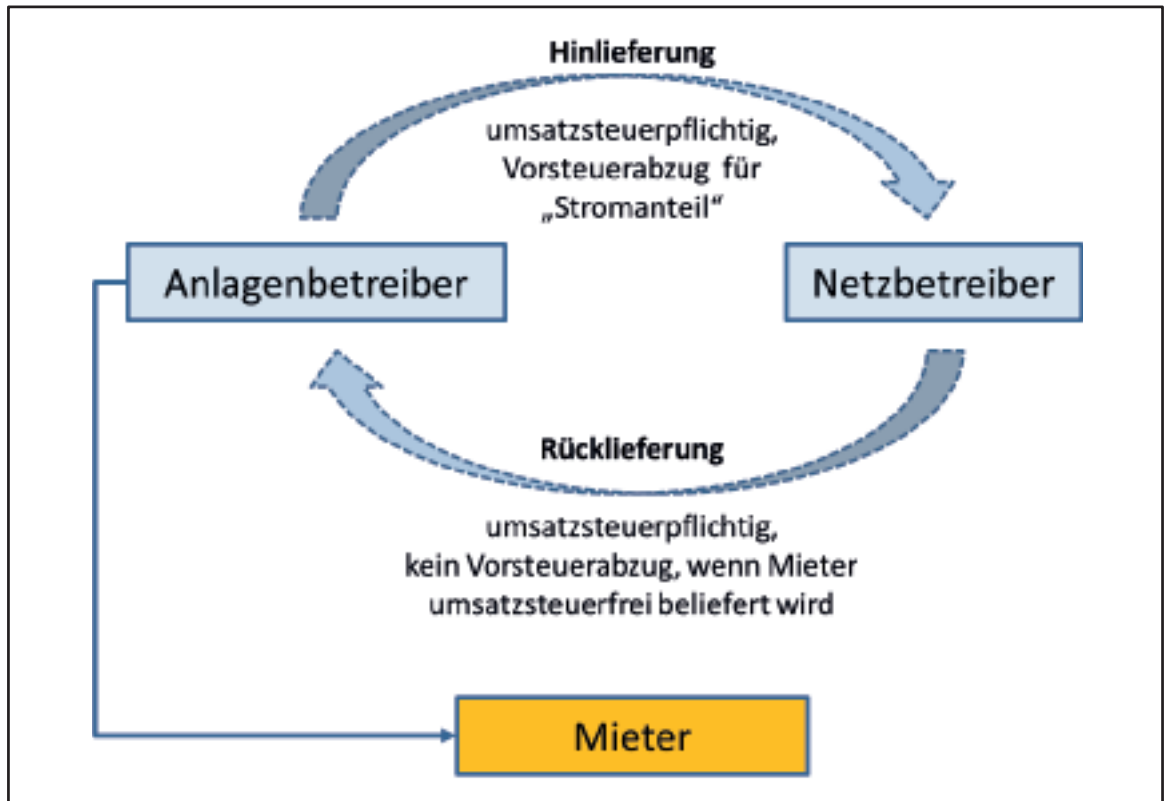 Hinlieferung
umsatzsteuerpflichtig,
Vorsteuerabzug für
„Stromanteil“
Anlagenbetreiber
Netzbetreiber
Rücklieferung
umsatzsteuerpflichtig,
kein Vorsteuerabzug, wenn Mieter
umsatzsteuerfrei beliefert wird
Mieter